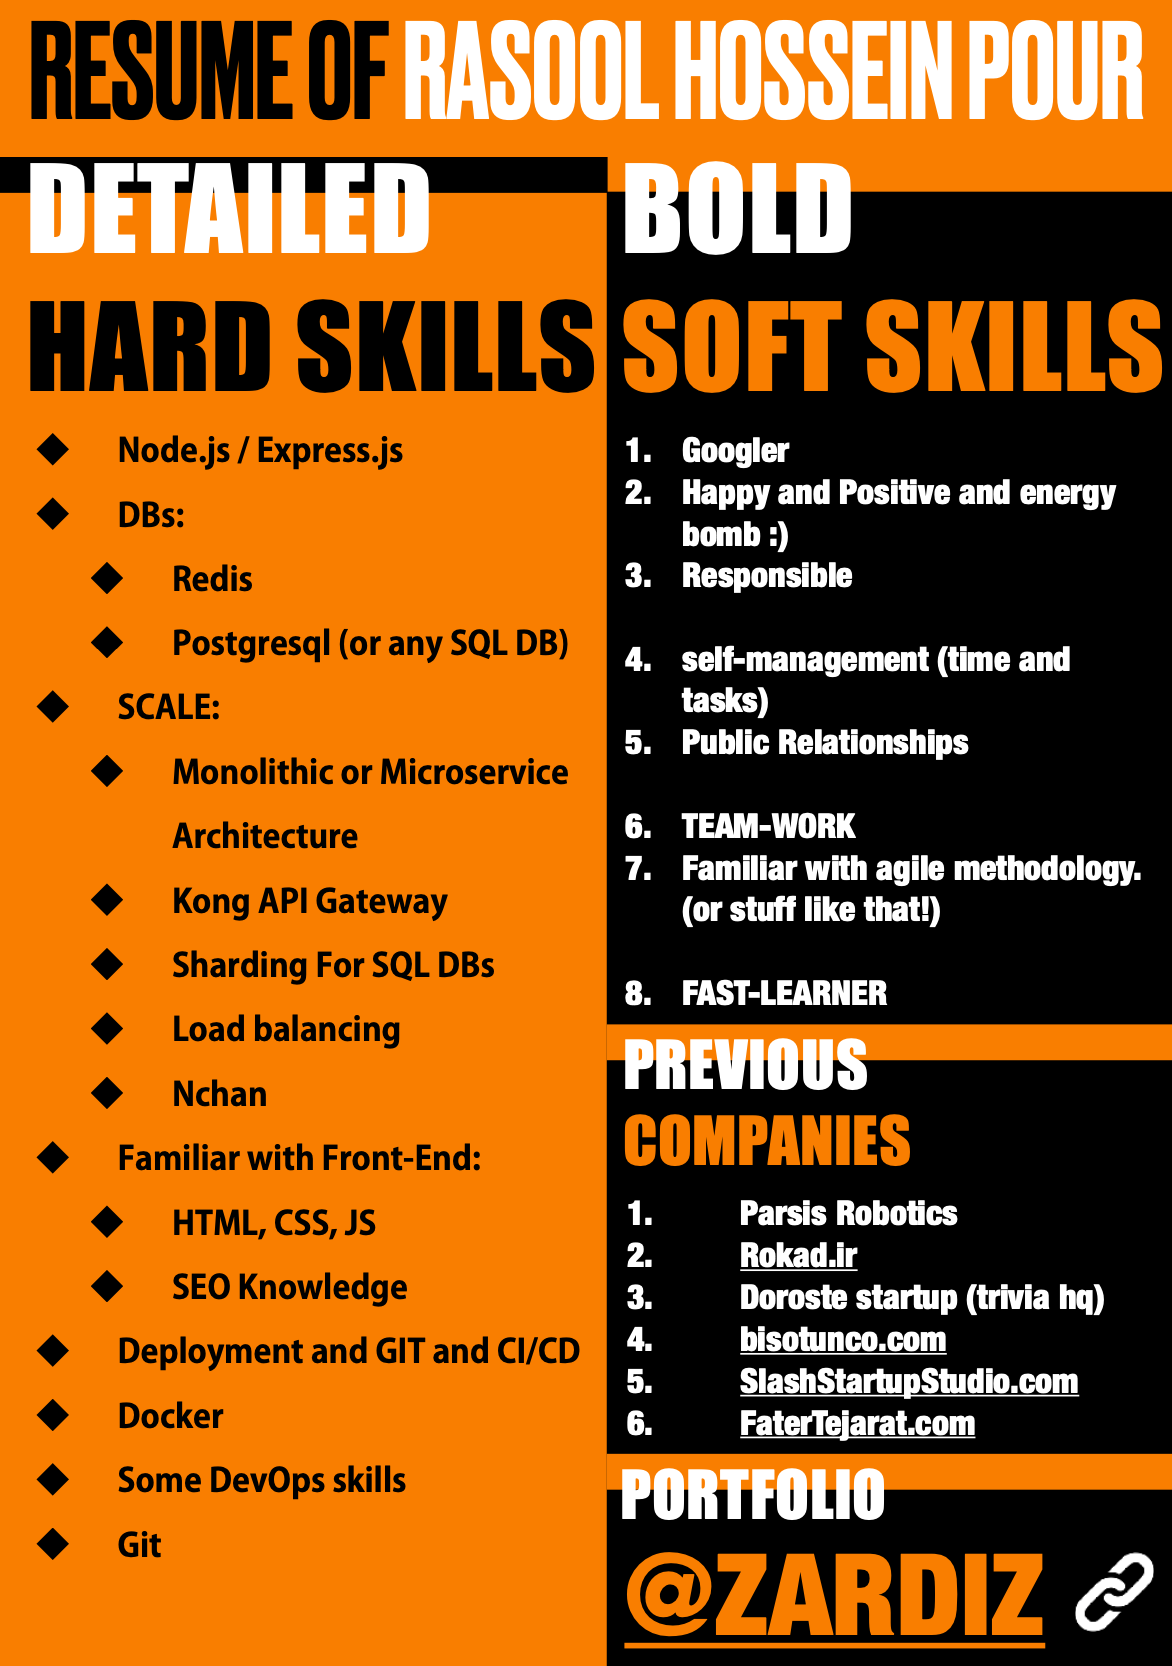 RESUME OF RASOOL HOSSEIN POUR
DETAILED
HARD SKILLS
◆ Node.js / Express.js
◆ DBs:
◆ Redis
◆ Postgresql (or any SQL DB)
◆ SCALE:
◆ Monolithic or Microservice
Architecture
◆ Kong API Gateway
◆ Sharding For SQL DBs
◆ Load balancing
◆ Nchan
◆ Familiar with Front-End:
◆ HTML, CSS, JS
◆ SEO Knowledge
◆ Deployment and GIT and CI/CD
◆ Docker
◆ Some DevOps skills
◆ Git
BOLD
SOFT SKILLS
1. Googler
2. Happy and Positive and energy
bomb :)
3. Responsible
4. self-management (time and
tasks)
5. Public Relationships
6. TEAM-WORK
7. Familiar with agile methodology.
(or stuff like that!)
8. FAST-LEARNER
PREVIOUS
COMPANIES
1. Parsis Robotics
2. Rokad.ir
3. Doroste startup (trivia hq)
4. bisotunco.com
5. SlashStartupStudio.com
6. FaterTejarat.com
PORTFOLIO
@ZARDIZ